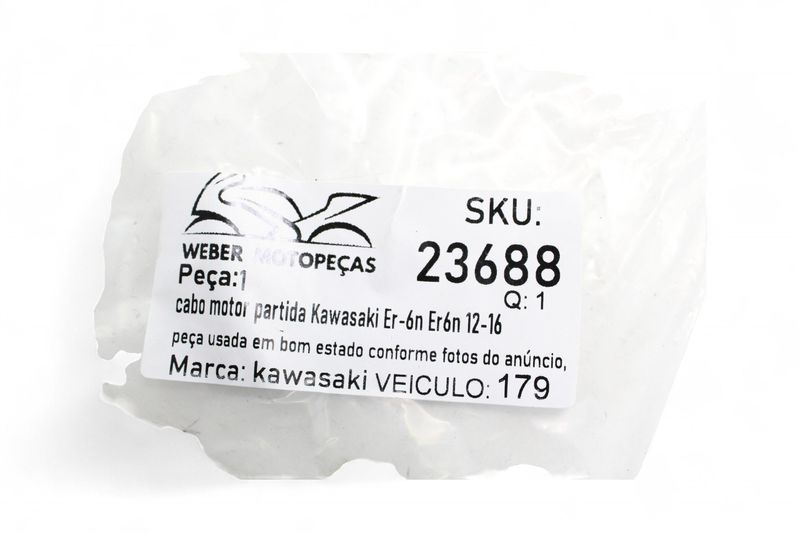 WEBER MOTOPEÇAS
SKU:
23688
Peça:1
Q: 1
cabo motor partida Kawasaki Er-6n Er6n 12-16
peça usada em bom estado conforme fotos do anúncio,
Marca: kawasaki VEICULO: 179